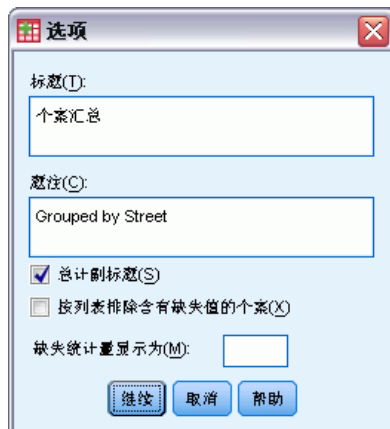 选项
标题(T):
个案汇总
题注(C):
Grouped by Street
总计副标题(S)
按列表排除含有缺失值的个案(X)
缺失统计量显示为(M):
继续 取消 帮助